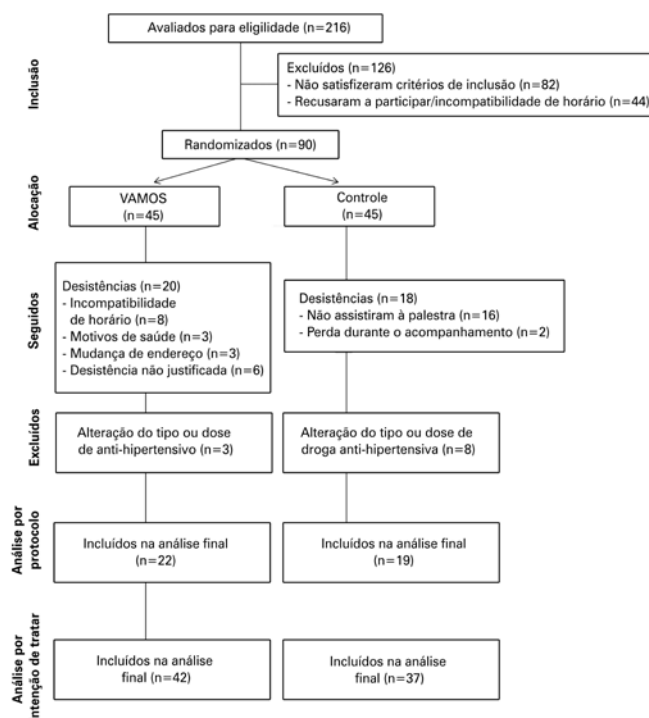 Avaliados para eligilidade (n=216)
Inclusão
Excluídos (n=126)
- Não satisfizeram critérios de inclusão (n=82)
- Recusaram a participar/incompatibilidade de horário (n=44)
Randomizados (n=90)
Alocação
VAMOS
(n=45)
Controle
(n=45)
Seguidos
Desistências (n=20)
- Incompatibilidade
de horário (n=8)
- Motivos de saúde (n=3)
- Mudança de endereço (n=3)
- Desistência não justificada (n=6)
Desistências (n=18)
- Não assistiram à palestra (n=16)
- Perda durante o acompanhamento (n=2)
Excluídos
Alteração do tipo ou dose
de anti-hipertensivo (n=3)
Alteração do tipo ou dose de
droga anti-hipertensiva (n=8)
Análise por
protocolo
Incluídos na análise final
(n=22)
Incluídos na análise final
(n=19)
Análise por
ntenção de tratar
Incluídos na análise
final (n=42)
Incluídos na análise
final (n=37)